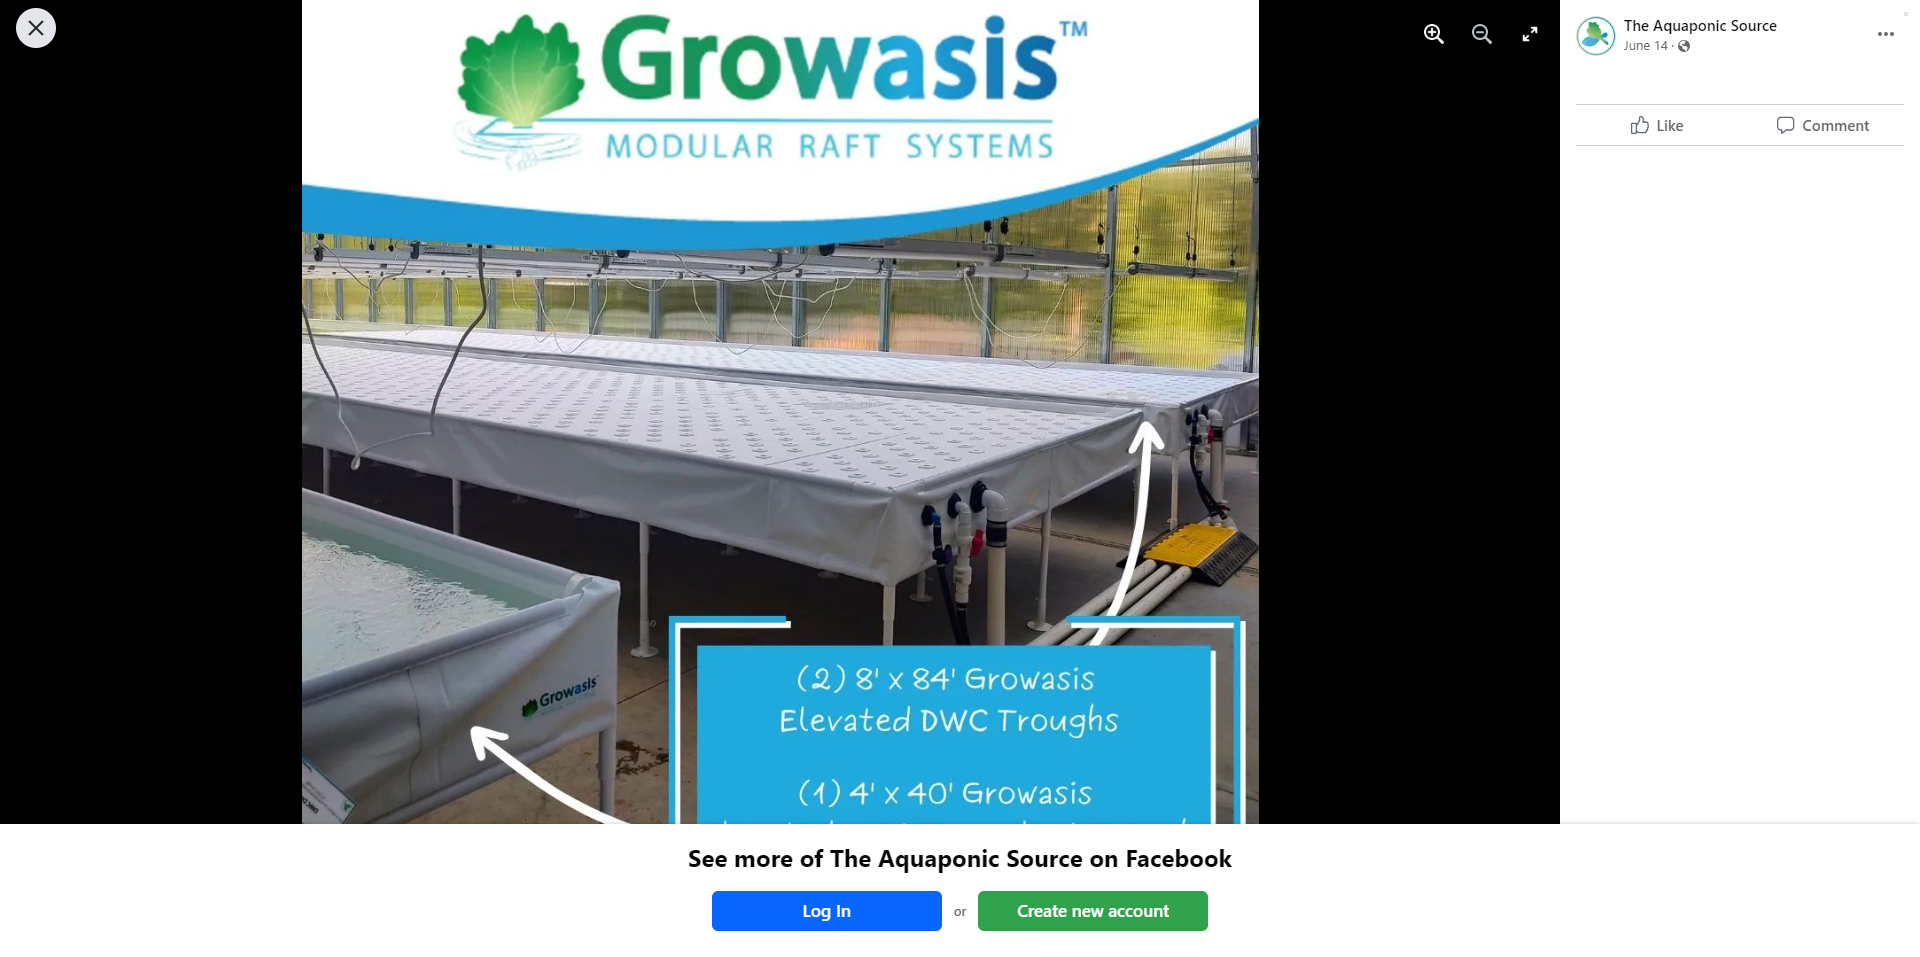 Growasis™
MODULAR RAFT SYSTEMS
The Aquaponic Source
June 14 ·
Like
Comment
Growasis
(2) 8' x 84' Growasis
Elevated DWC Troughs
(1) 4' x 40' Growasis
See more of The Aquaponic Source on Facebook
Log In
or
Create new account